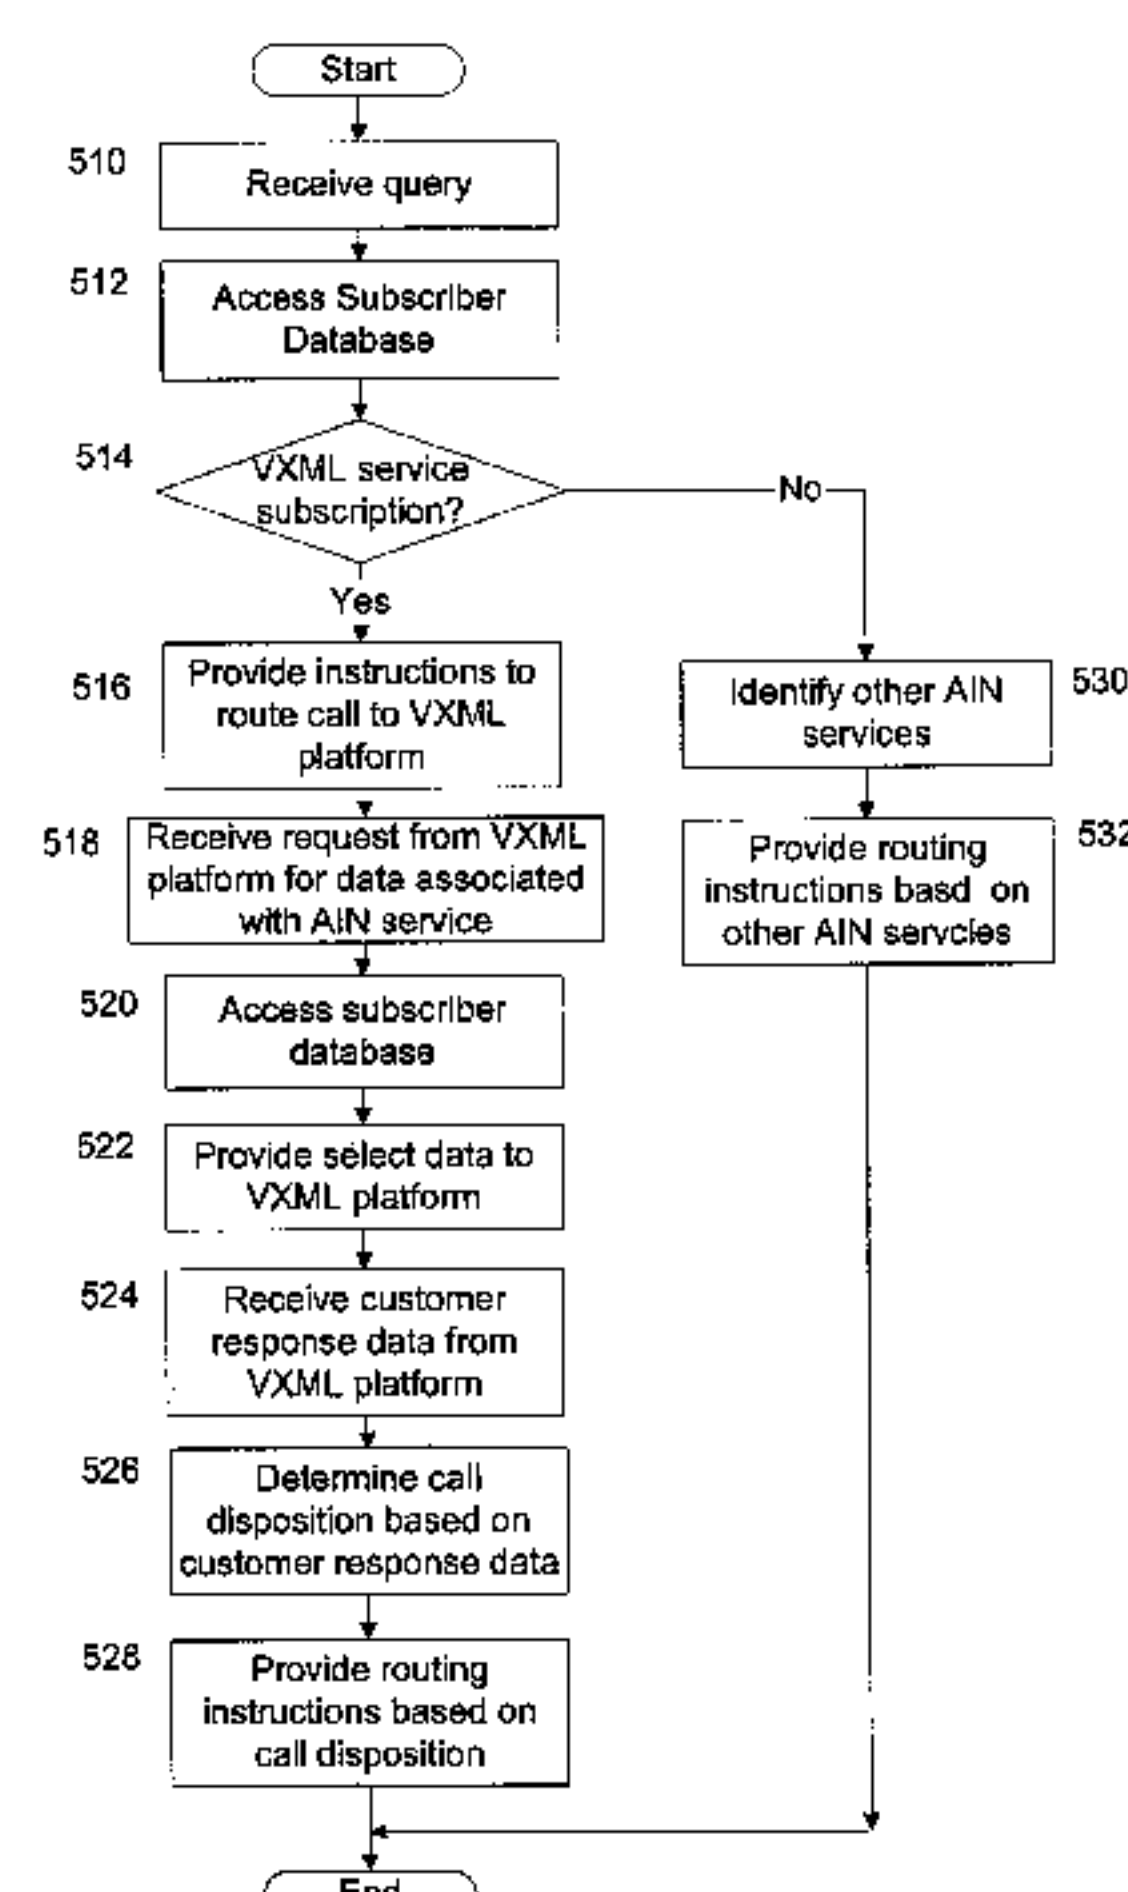 Start
510
Receive query
512
Access Subscriber
Database
514
VXML service
subscription?
No
Yes
516
Provide instructions to
route call to VXML
platform
530
Identify other AIN
services
518
Receive request from VXML
platform for data associated
with AIN service
532
Provide routing
instructions basd on
other AIN servcies
520
Access subscriber
database
522
Provide select data to
VXML platform
524
Receive customer
response data from
VXML platform
526
Determine call
disposition based on
customer response data
528
Provide routing
instructions based on
call disposition
End